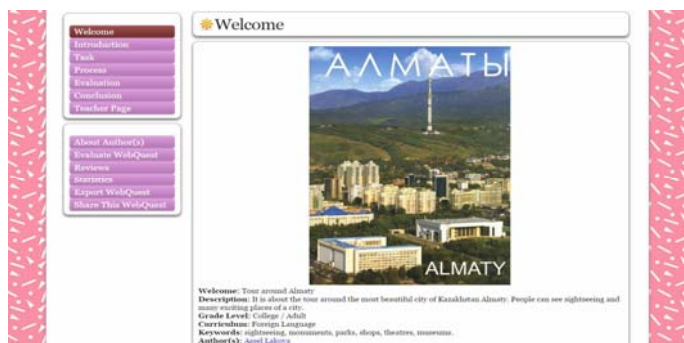 Welcome
Introduction
Task
Process
Evaluation
Conclusion
Teacher Page
About Author(s)
Evaluate WebQuest
Reviews
Statistics
Export WebQuest
Share This WebQuest
Welcome
АЛМАТЫ
ALMATY
Welcome: Tour around Almaty
Description: It is about the tour around the most beautiful city of Kazakhstan Almaty. People can see sightseeing and
many exciting places of a city.
Grade Level: College / Adult
Curriculum: Foreign Language
Keywords: sightseeing, monuments, parks, shops, theatres, museums.
Author(s): Assel Lakova